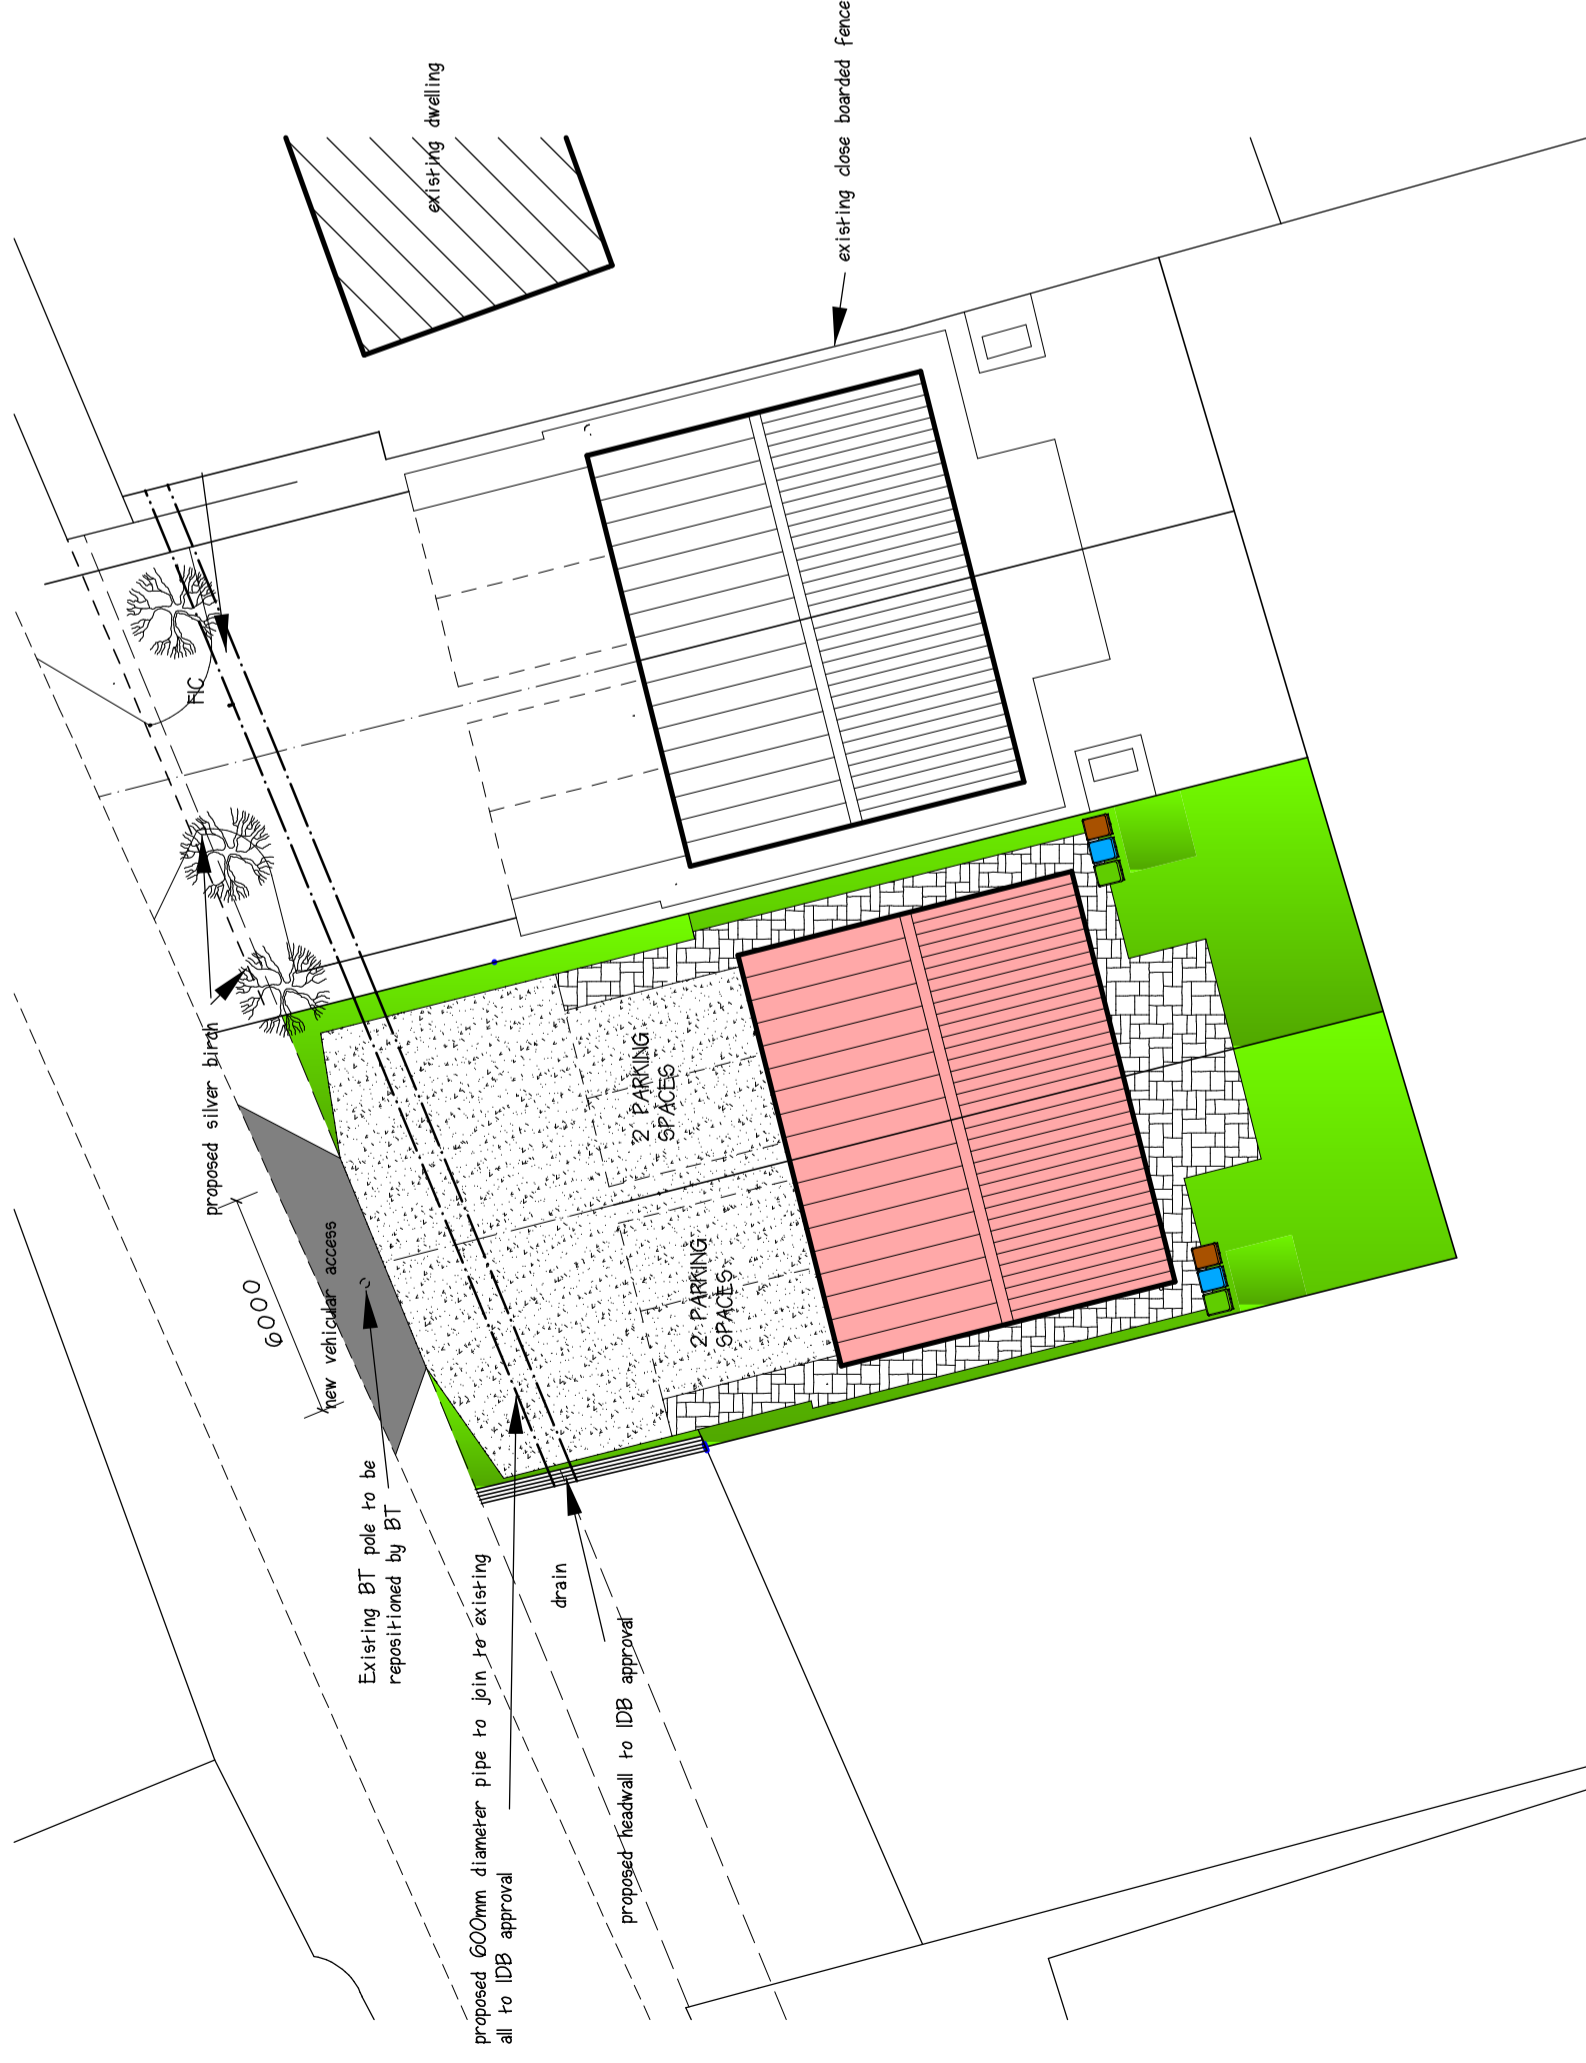 existing dwelling
existing close boarded fence
FIC
proposed silver birch
2 PARKING
SPACES
2 PARKING
SPACES
6000
new vehicular access
Existing BT pole to be
repositioned by BT
proposed 600mm diameter pipe to join to existing
all to IDB approval
drain
proposed headwall to IDB approval